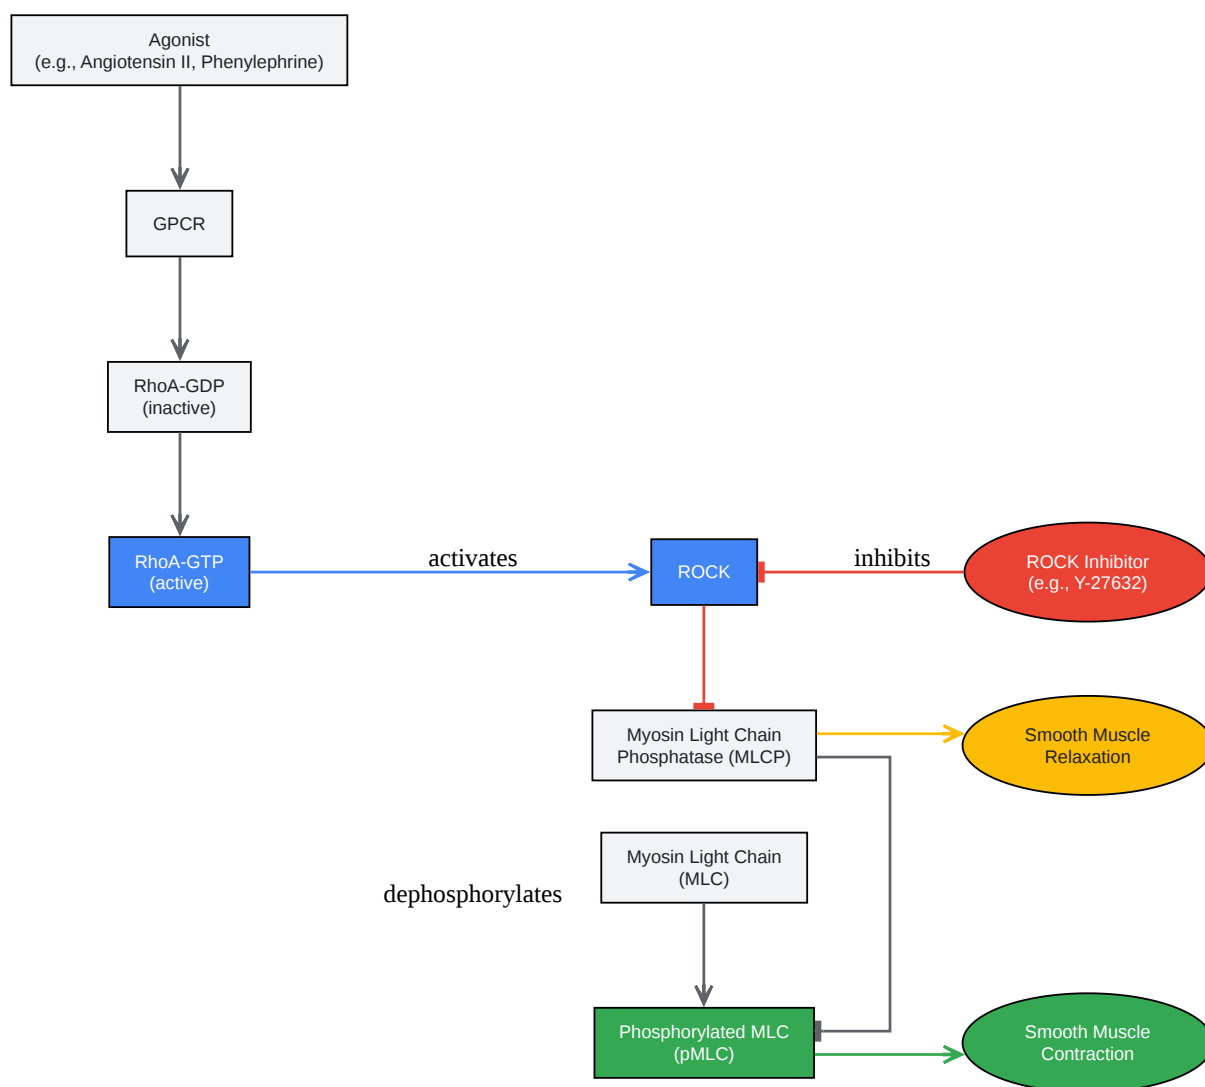 Agonist
(e.g., Angiotensin II, Phenylephrine)
GPCR
RhoA-GDP
(inactive)
RhoA-GTP
(active)
activates
ROCK
inhibits
ROCK Inhibitor
(e.g., Y-27632)
Myosin Light Chain
Phosphatase (MLCP)
Smooth Muscle
Relaxation
Myosin Light Chain
(MLC)
dephosphorylates
Phosphorylated MLC
(pMLC)
Smooth Muscle
Contraction